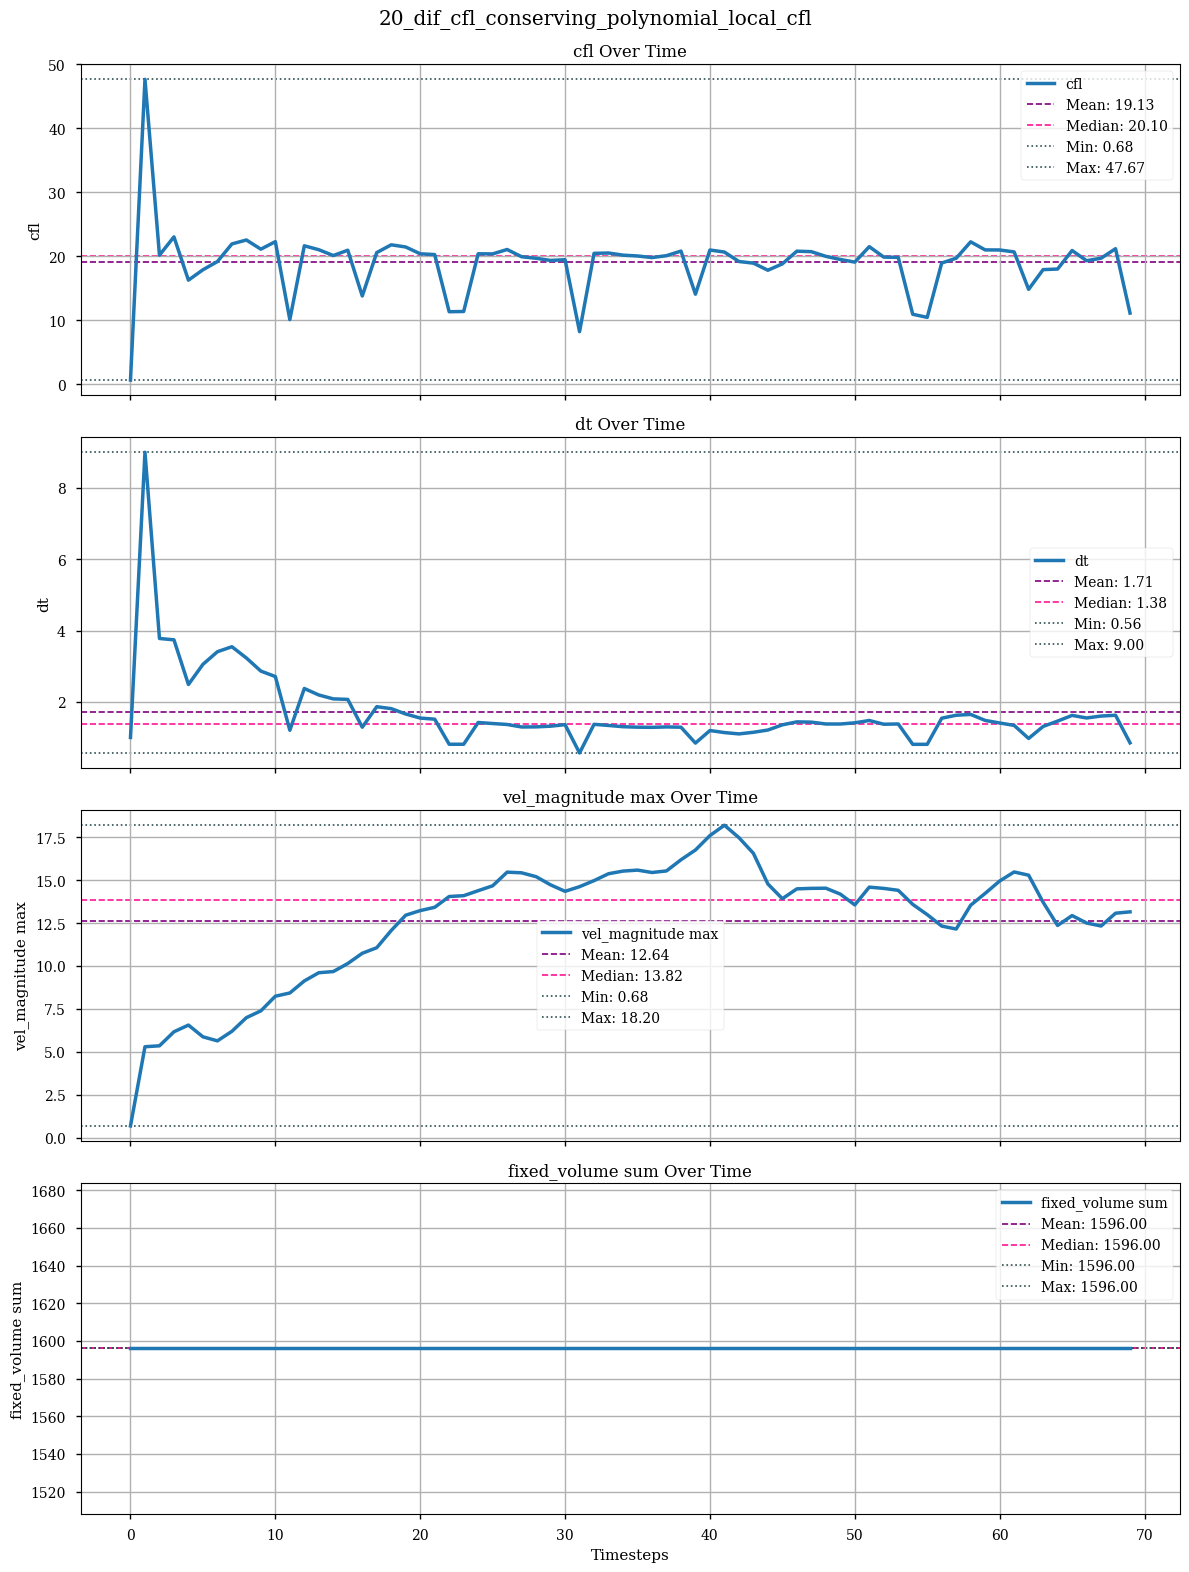 20_dif_cfl_conserving_polynomial_local_cfl
cfl Over Time
50
40
30
20
10
0
cfl
cfl
Mean: 19.13
Median: 20.10
Min: 0.68
Max: 47.67
dt Over Time
8
6
4
2
dt
dt
Mean: 1.71
Median: 1.38
Min: 0.56
Max: 9.00
vel_magnitude max Over Time
17.5
15.0
12.5
10.0
7.5
5.0
2.5
0.0
vel_magnitude max
vel_magnitude max
Mean: 12.64
Median: 13.82
Min: 0.68
Max: 18.20
fixed_volume sum Over Time
1680
1660
1640
1620
1600
1580
1560
1540
1520
fixed_volume sum
fixed_volume sum
Mean: 1596.00
Median: 1596.00
Min: 1596.00
Max: 1596.00
0 10 20 30 40 50 60 70
Timesteps